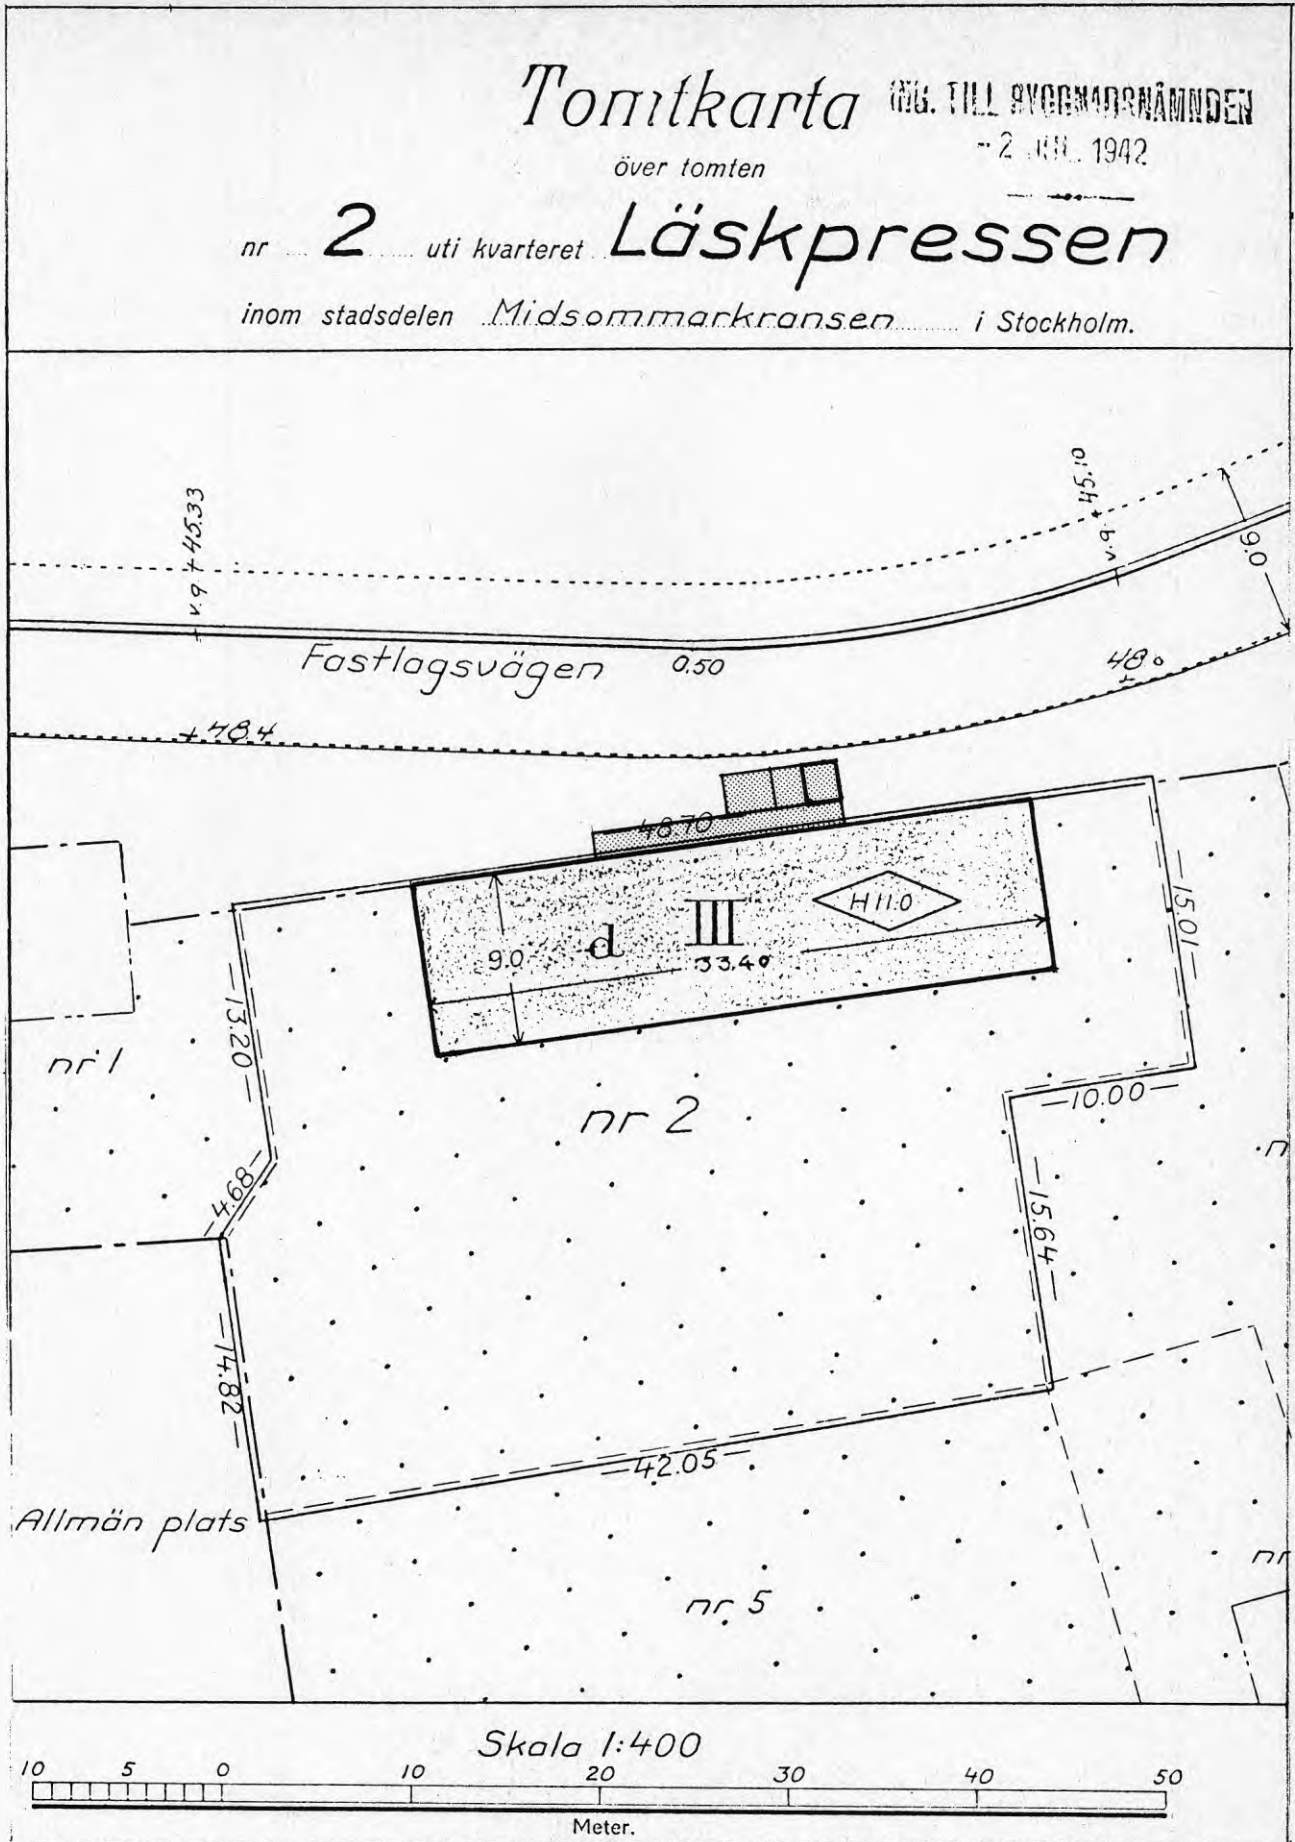 Tomtkarta
ING. TILL BYGGNADSNÄMNDEN
- 2 JUL. 1942
över tomten
nr 2 uti kvarteret Läskpressen
inom stadsdelen Midsommarkransen i Stockholm.
v.g + 45.33
v.g. + 45.10
9.0
Fastlagsvägen 0.50
48.0
+ 48.4
48.70
H 11.0
d III
9.0
33.40
15.01
13.20
nr 1
10.00
nr 2
n
4.68
15.64
14.82
42.05
Allmän plats
nr
nr 5
Skala 1:400
10 5 0 10 20 30 40 50
Meter.